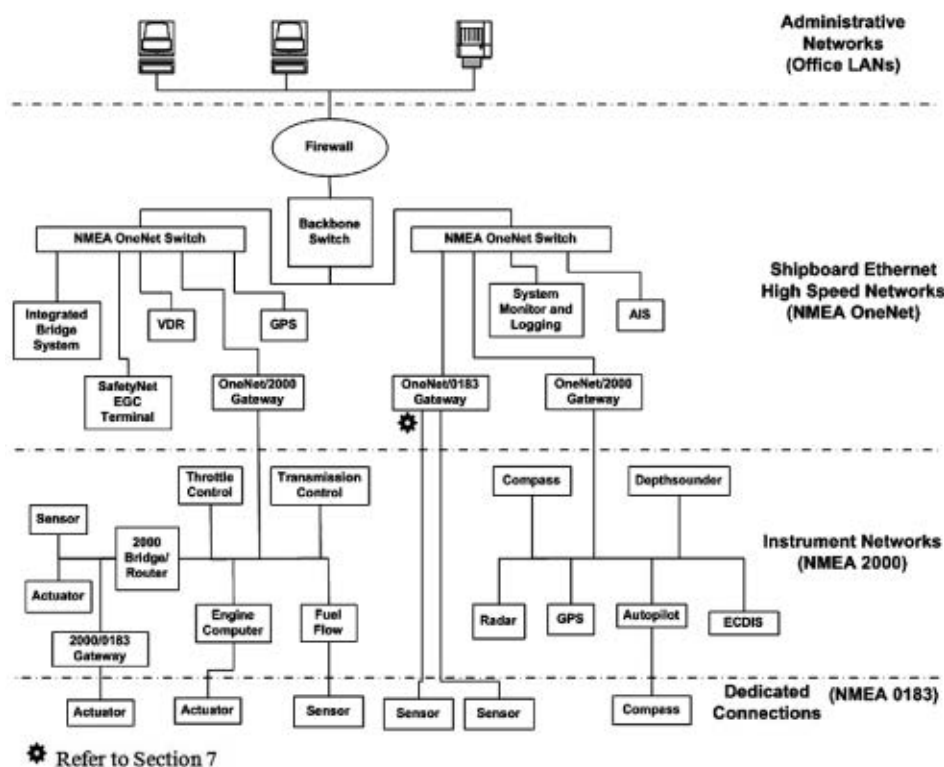 Administrative
Networks
(Office LANs)
Firewall
Backbone
Switch
NMEA OneNet Switch
NMEA OneNet Switch
Shipboard Ethernet
High Speed Networks
(NMEA OneNet)
Integrated
Bridge
System
VDR
GPS
System
Monitor and
Logging
AIS
SafetyNet
EGC
Terminal
OneNet/2000
Gateway
OneNet/0183
Gateway
OneNet/2000
Gateway
Throttle
Control
Transmission
Control
Compass
Depthsounder
Sensor
2000
Bridge/
Router
Instrument Networks
(NMEA 2000)
Actuator
Engine
Computer
Fuel
Flow
Radar
GPS
Autopilot
ECDIS
2000/0183
Gateway
Dedicated (NMEA 0183)
Connections
Actuator
Actuator
Sensor
Sensor
Sensor
Compass
Refer to Section 7